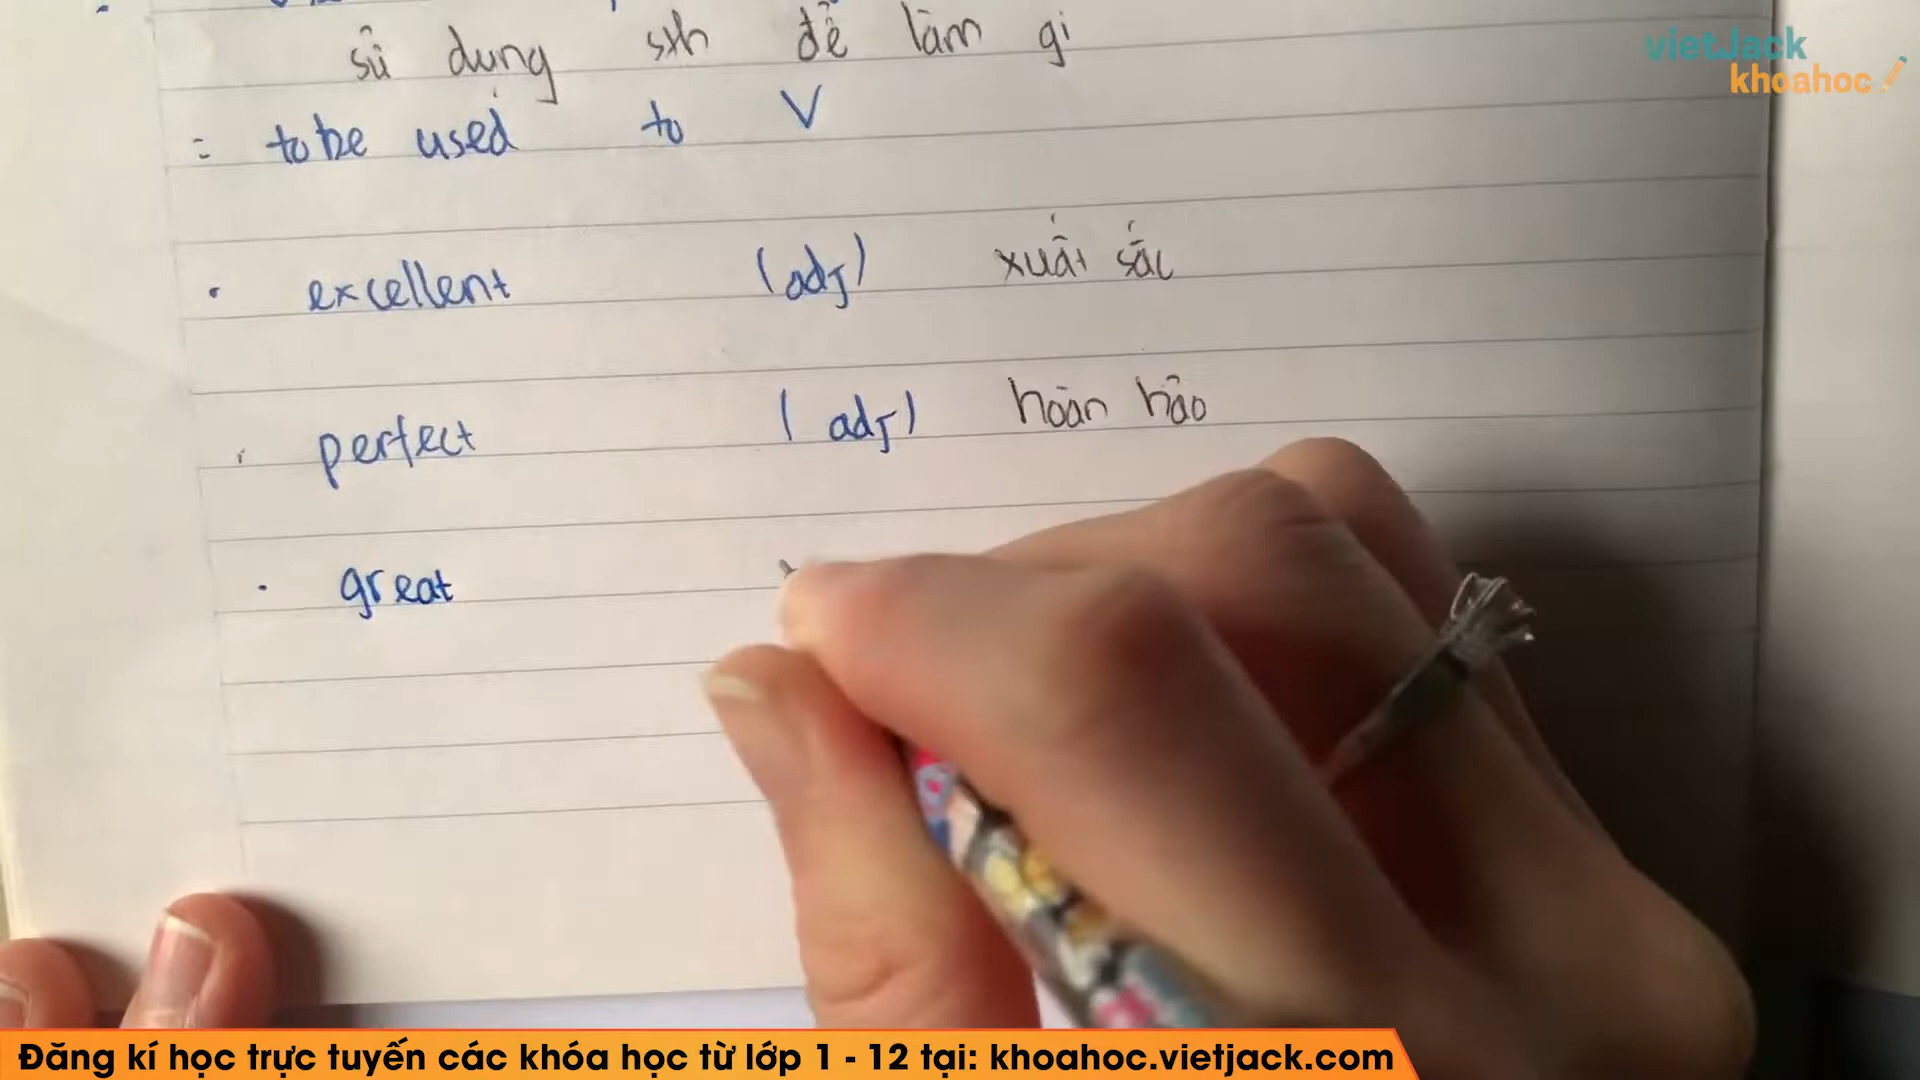 sử dụng sth để làm gì
= to be used to V
• excellent (adj) xuất sắc
• perfect (adj) hoàn hảo
• great
vietJack
khoahoc
Đăng kí học trực tuyến các khóa học từ lớp 1 - 12 tại: khoahoc.vietjack.com